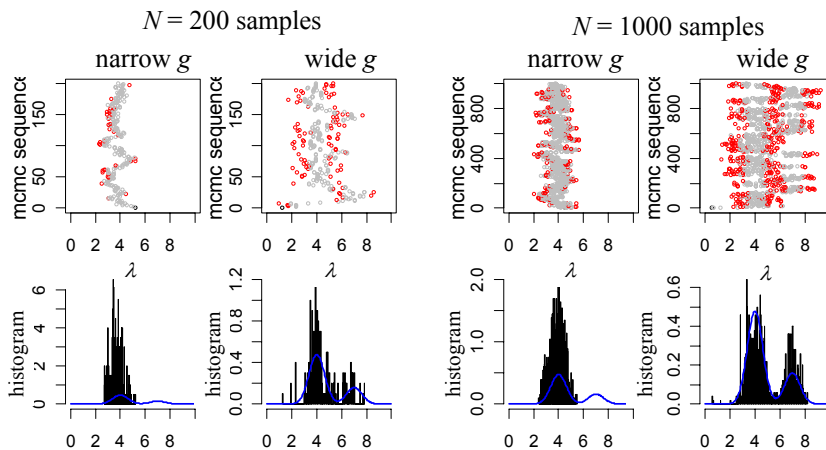 N = 200 samples
N = 1000 samples
narrow g
wide g
narrow g
wide g
mcmc sequence
0 50 150
0 2 4 6 8
mcmc sequence
0 50 150
0 2 4 6 8
mcmc sequence
0 400 800
0 2 4 6 8
mcmc sequence
0 400 800
0 2 4 6 8
λ
λ
histogram
0 2 4 6
0 2 4 6 8
histogram
0.0 0.4 0.8 1.2
0 2 4 6 8
histogram
0.0 1.0 2.0
0 2 4 6 8
histogram
0.0 0.2 0.4 0.6
0 2 4 6 8